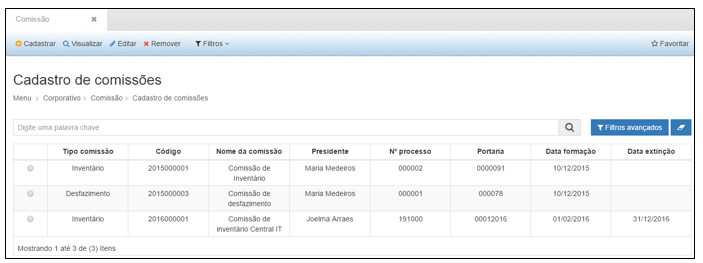 Comissão ×
Cadastrar Visualizar Editar Remover Filtros Favoritar
Cadastro de comissões
Menu > Corporativo > Comissão > Cadastro de comissões
Digite uma palavra chave Filtros avançados
Tipo comissão Código Nome da comissão Presidente Nº processo Portaria Data formação Data extinção
Inventário 2015000001 Comissão de Inventário Maria Medeiros 000002 0000091 10/12/2015
Desfazimento 2015000003 Comissão de desfazimento Maria Medeiros 000001 000078 10/12/2015
Inventário 2016000001 Comissão de inventário Central IT Joelma Arraes 191000 00012016 01/02/2016 31/12/2016
Mostrando 1 até 3 de (3) Itens